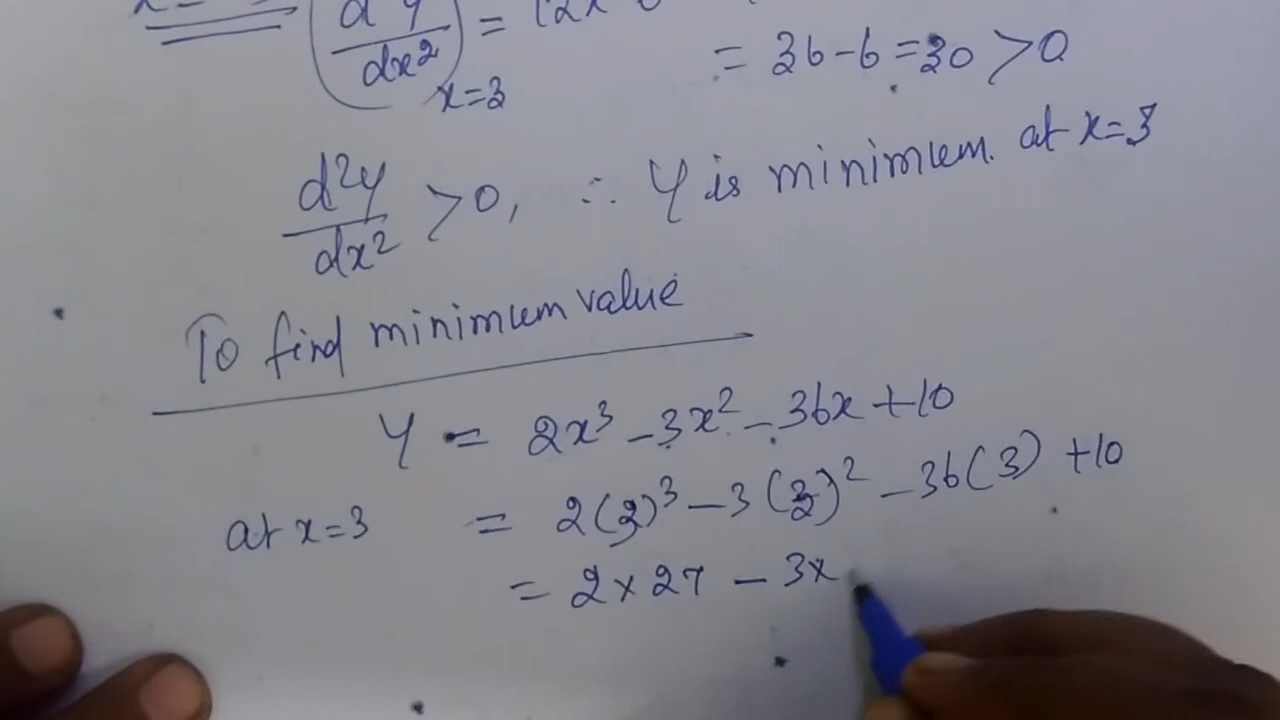 (d²y/dx²) x=3 = 12x
= 36-6 = 30 > 0
d²y/dx² > 0, ∴ Y is minimum. at x=3
To find minimum value
Y = 2x³ - 3x² - 36x + 10
at x=3 = 2(3)³ - 3(3)² - 36(3) + 10
= 2 × 27 - 3×